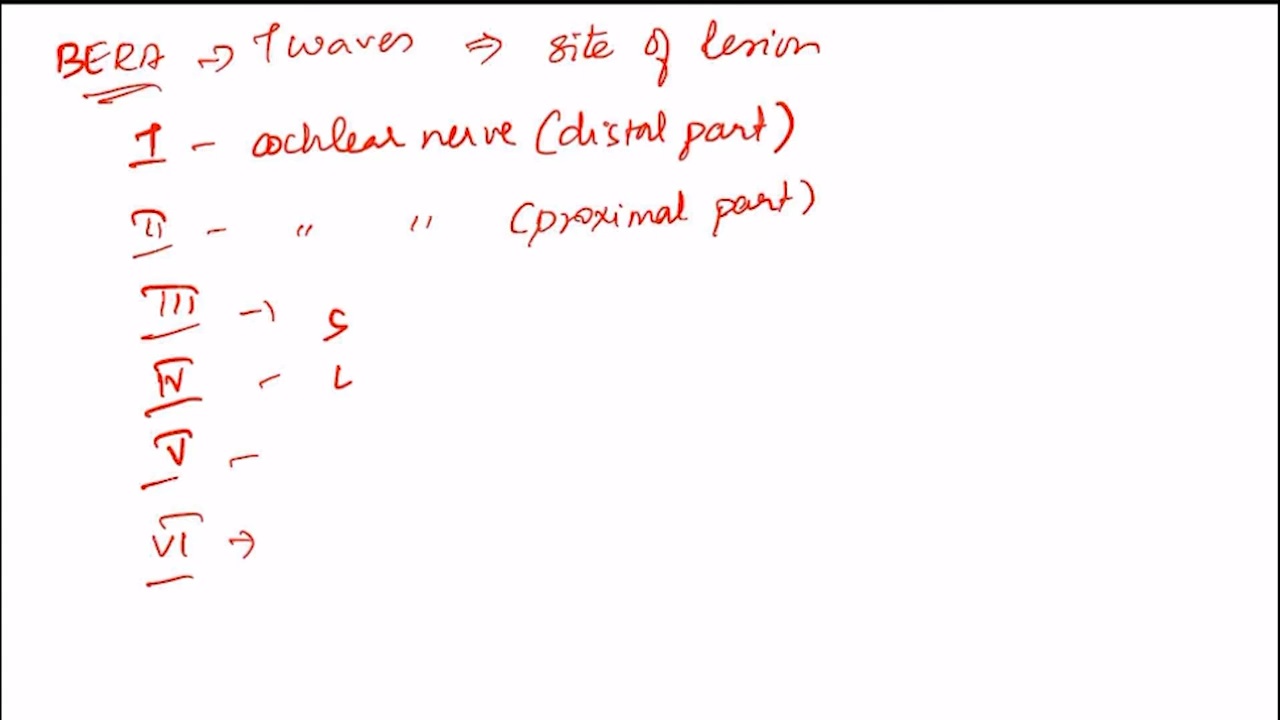 BERA → 7 waves ⇒ site of lesion
I - cochlear nerve (distal part)
II - " " (proximal part)
III → S
IV - L
V -
VI →